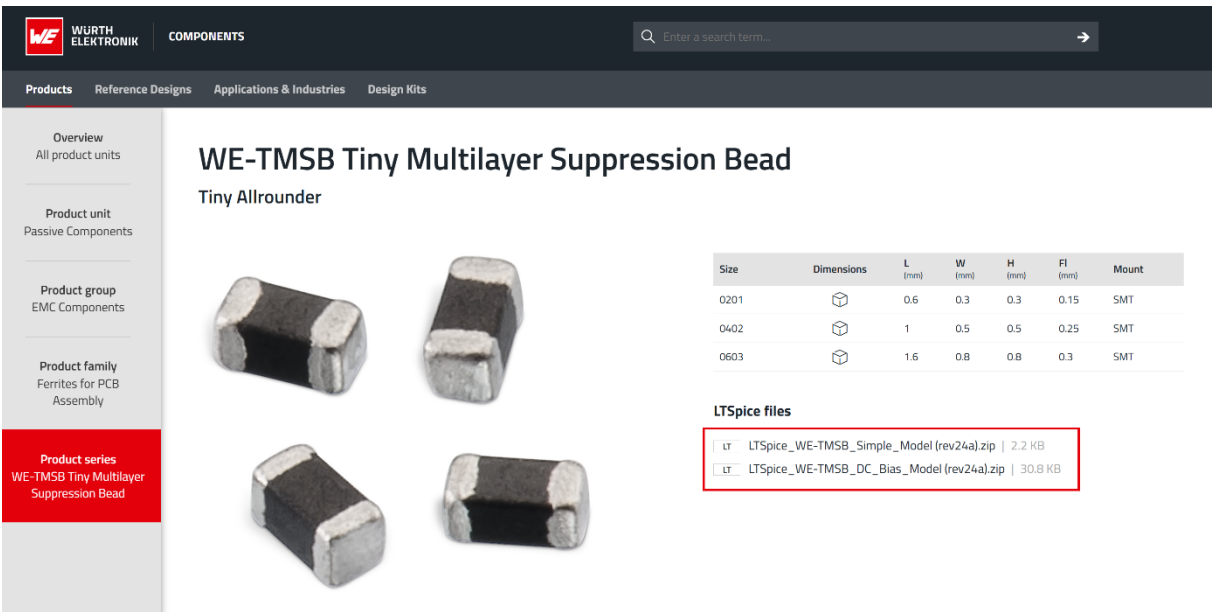 WE WÜRTH
ELEKTRONIK
COMPONENTS
Enter a search term...
Products Reference Designs Applications & Industries Design Kits
Overview
All product units
Product unit
Passive Components
Product group
EMC Components
Product family
Ferrites for PCB
Assembly
Product series
WE-TMSB Tiny Multilayer
Suppression Bead
WE-TMSB Tiny Multilayer Suppression Bead
Tiny Allrounder
Size Dimensions L (mm) W (mm) H (mm) Fl (mm) Mount
0201 0.6 0.3 0.3 0.15 SMT
0402 1 0.5 0.5 0.25 SMT
0603 1.6 0.8 0.8 0.3 SMT
LTSpice files
LT LTSpice_WE-TMSB_Simple_Model (rev24a).zip | 2.2 KB
LT LTSpice_WE-TMSB_DC_Bias_Model (rev24a).zip | 30.8 KB